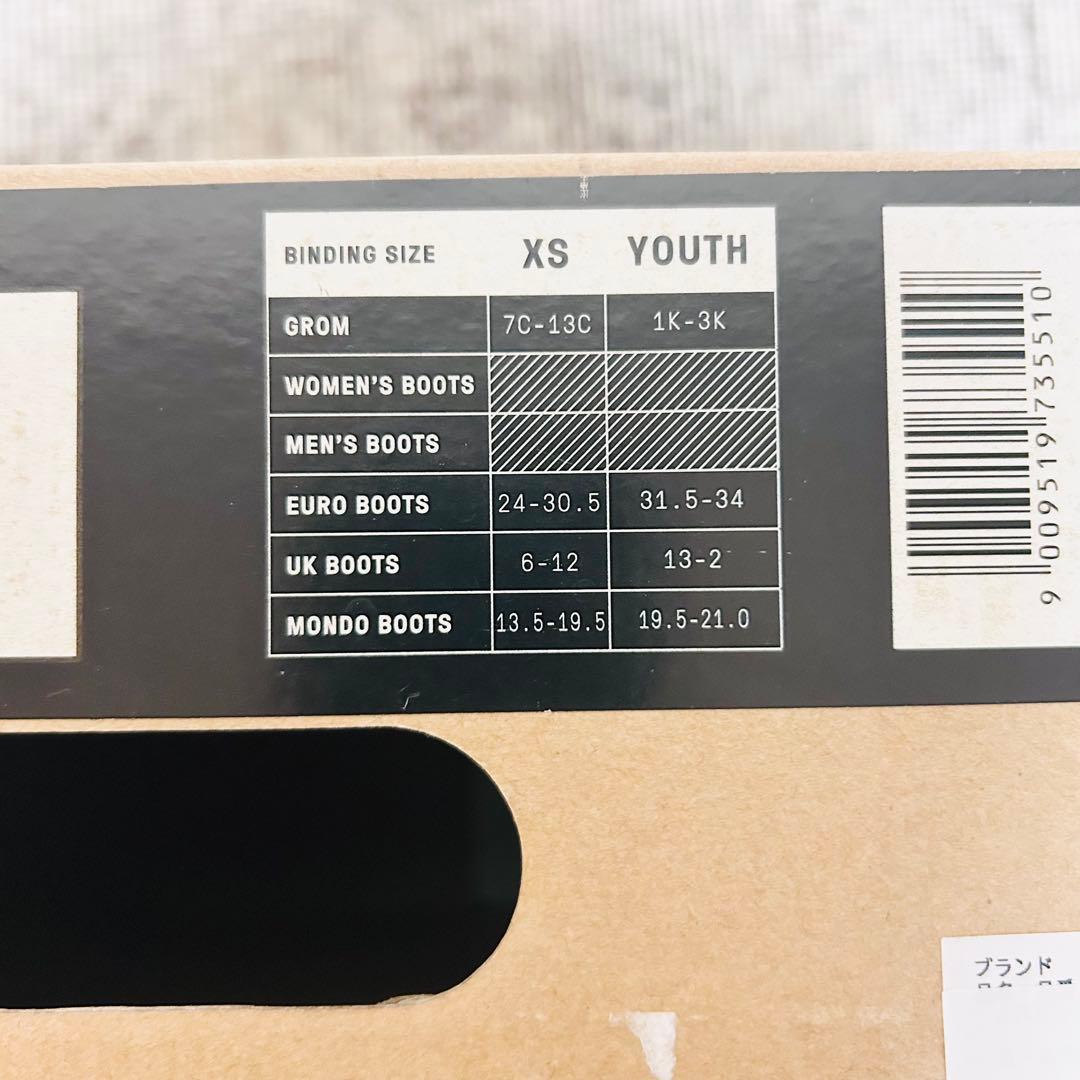 BINDING SIZE XS YOUTH
GROM 7C-13C 1K-3K
WOMEN'S BOOTS
MEN'S BOOTS
EURO BOOTS 24-30.5 31.5-34
UK BOOTS 6-12 13-2
MONDO BOOTS 13.5-19.5 19.5-21.0
9 009519 735510
ブランド